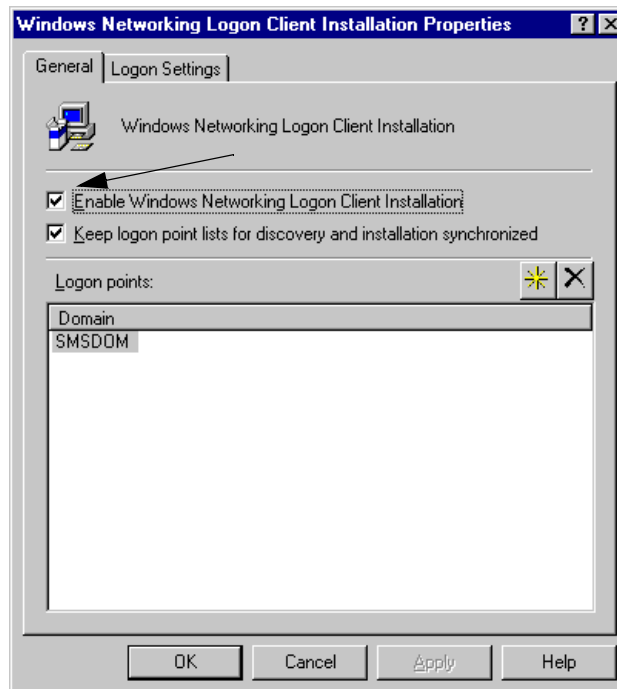 Windows Networking Logon Client Installation Properties
General Logon Settings
Windows Networking Logon Client Installation
Enable Windows Networking Logon Client Installation
Keep logon point lists for discovery and installation synchronized
Logon points:
Domain
SMSDOM
OK Cancel Apply Help